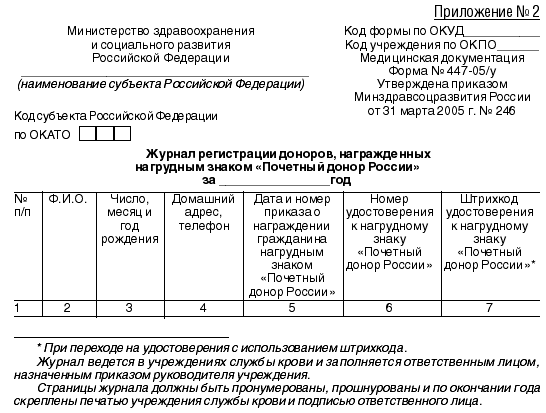 Приложение № 2
Министерство здравоохранения
и социального развития
Российской Федерации
(наименование субъекта Российской Федерации)
Код формы по ОКУД____________
Код учреждения по ОКПО_______
Медицинская документация
Форма № 447-05/у
Утверждена приказом
Минздравсоцразвития России
от 31 марта 2005 г. № 246
Код субъекта Российской Федерации
по ОКАТО
Журнал регистрации доноров, награжденных
нагрудным знаком «Почетный донор России»
за ________________год
№
п/п
Ф.И.О.
Число,
месяц и
год
рождения
Домашний
адрес,
телефон
Дата и номер
приказа о
награждении
гражданина
нагрудным
знаком
«Почетный
донор России»
Номер
удостоверения
к нагрудному
знаку
«Почетный
донор России»
Штрихкод
удостоверения
к нагрудному
знаку
«Почетный
донор России»*
1 2 3 4 5 6 7
* При переходе на удостоверения с использованием штрихкода.
Журнал ведется в учреждениях службы крови и заполняется ответственным лицом,
назначенным приказом руководителя учреждения.
Страницы журнала должны быть пронумерованы, прошнурованы и по окончании года
скреплены печатью учреждения службы крови и подписью ответственного лица.